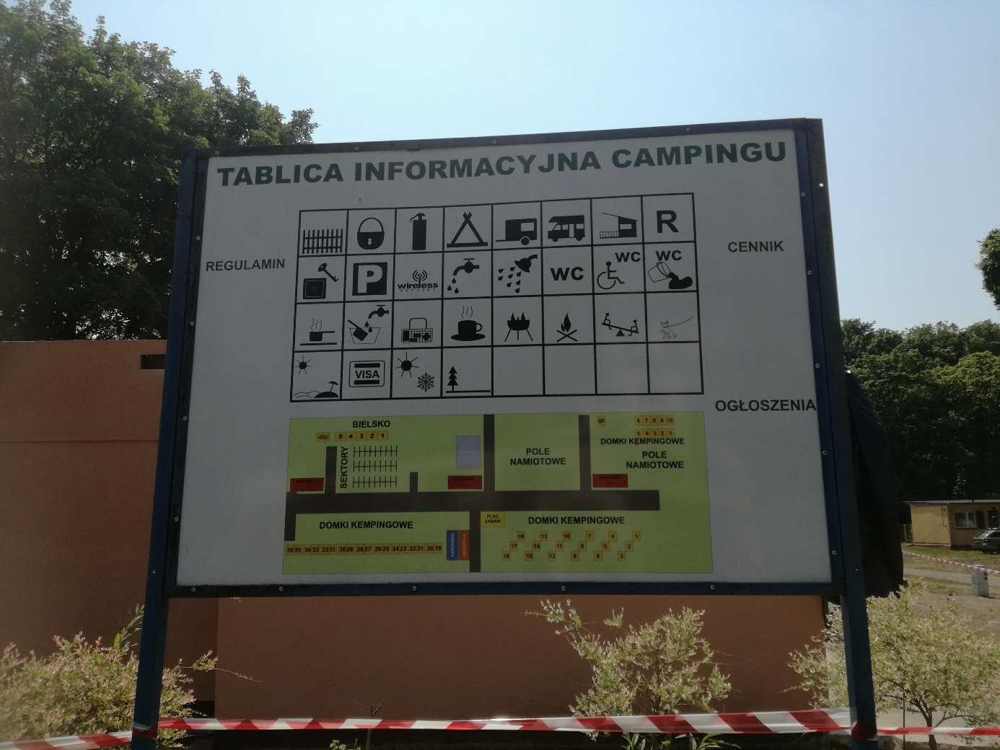 TABLICA INFORMACYJNA CAMPINGU
REGULAMIN
CENNIK
OGŁOSZENIA
R
P
wireless
WC
WC
WC
VISA
BIELSKO
5 4 3 2 1
SEKTORY
POLE
NAMIOTOWE
6 7 X 9 10
5 4 3 2 1
DOMKI KEMPINGOWE
POLE
NAMIOTOWE
DOMKI KEMPINGOWE
36 35 34 33 32 31 30 29 28 27 26 25 24 23 22 21 20 19
RECEPCJA
PLAC
ZABAW
DOMKI KEMPINGOWE
16 13 10 7 4 1
17 14 11 8 5 2
18 15 12 9 6 3